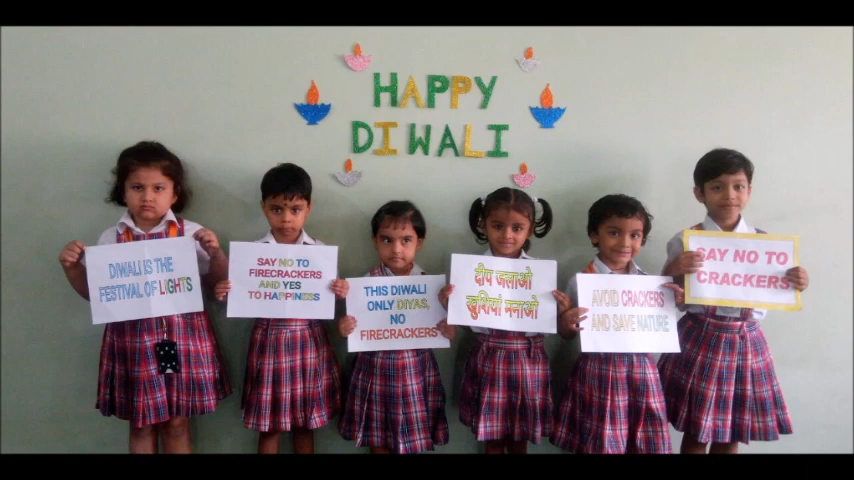 HAPPY
DIWALI
DIWALI IS THE
FESTIVAL OF LIGHTS
SAY NO TO
FIRECRACKERS
AND YES
TO HAPPINESS
THIS DIWALI
ONLY DIYAS,
NO
FIRECRACKERS
दीप जलाओ
खुशियां मनाओ
AVOID CRACKERS
AND SAVE NATURE
SAY NO TO
CRACKERS